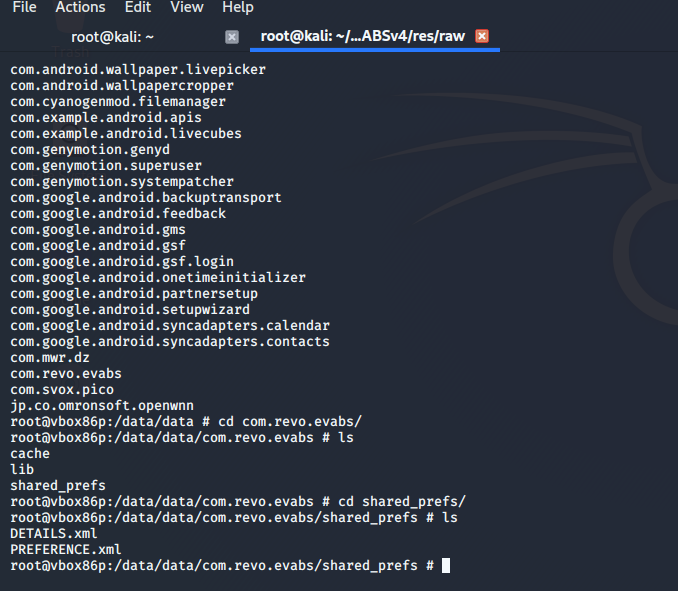 File Actions Edit View Help
root@kali: ~ root@kali: ~/...ABSv4/res/raw
com.android.wallpaper.livepicker
com.android.wallpapercropper
com.cyanogenmod.filemanager
com.example.android.apis
com.example.android.livecubes
com.genymotion.genyd
com.genymotion.superuser
com.genymotion.systempatcher
com.google.android.backuptransport
com.google.android.feedback
com.google.android.gms
com.google.android.gsf
com.google.android.gsf.login
com.google.android.onetimeinitializer
com.google.android.partnersetup
com.google.android.setupwizard
com.google.android.syncadapters.calendar
com.google.android.syncadapters.contacts
com.mwr.dz
com.revo.evabs
com.svox.pico
jp.co.omronsoft.openwnn
root@vbox86p:/data/data # cd com.revo.evabs/
root@vbox86p:/data/data/com.revo.evabs # ls
cache
lib
shared_prefs
root@vbox86p:/data/data/com.revo.evabs # cd shared_prefs/
root@vbox86p:/data/data/com.revo.evabs/shared_prefs # ls
DETAILS.xml
PREFERENCE.xml
root@vbox86p:/data/data/com.revo.evabs/shared_prefs #